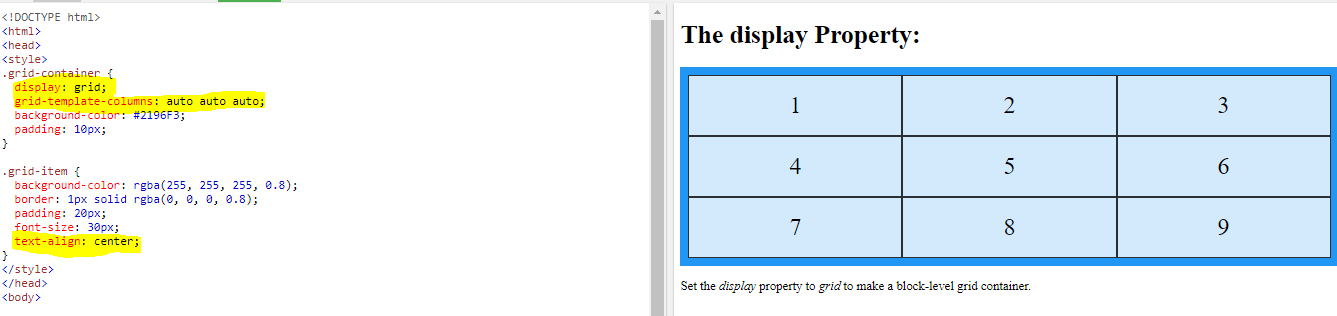 <!DOCTYPE html>
<html>
<head>
<style>
.grid-container {
  display: grid;
  grid-template-columns: auto auto auto;
  background-color: #2196F3;
  padding: 10px;
}

.grid-item {
  background-color: rgba(255, 255, 255, 0.8);
  border: 1px solid rgba(0, 0, 0, 0.8);
  padding: 20px;
  font-size: 30px;
  text-align: center;
}
</style>
</head>
<body>
The display Property:
1 2 3
4 5 6
7 8 9
Set the display property to grid to make a block-level grid container.